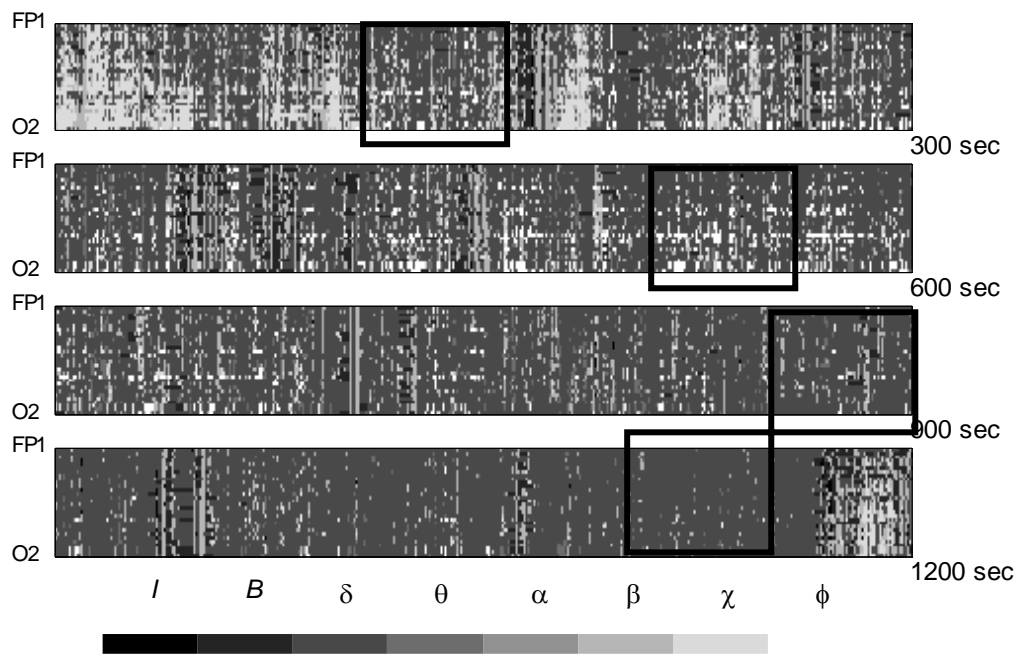 FP1
O2
300 sec
FP1
O2
600 sec
FP1
O2
900 sec
FP1
O2
1200 sec
I B δ θ α β χ ϕ